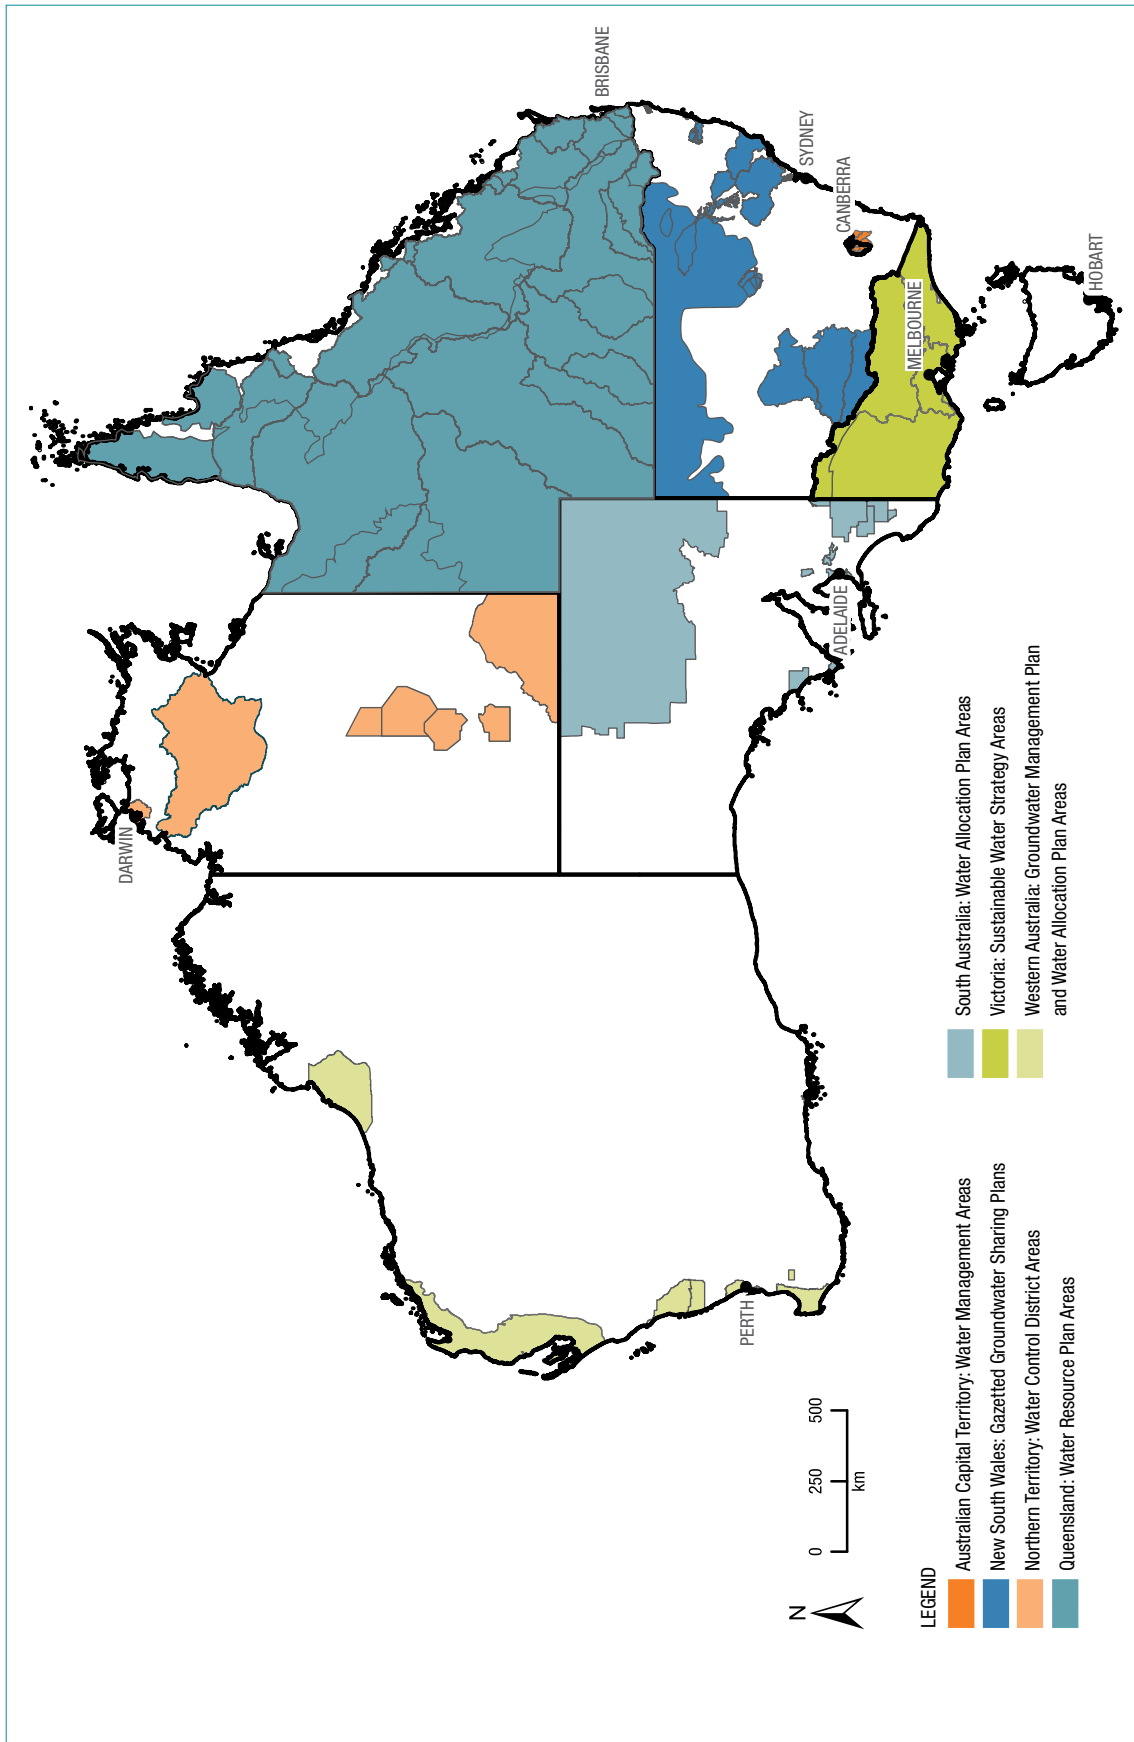 DARWIN
BRISBANE
PERTH
ADELAIDE
SYDNEY
CANBERRA
MELBOURNE
HOBART
N
0 250 500
km
LEGEND
Australian Capital Territory: Water Management Areas
New South Wales: Gazetted Groundwater Sharing Plans
Northern Territory: Water Control District Areas
Queensland: Water Resource Plan Areas
South Australia: Water Allocation Plan Areas
Victoria: Sustainable Water Strategy Areas
Western Australia: Groundwater Management Plan
and Water Allocation Plan Areas